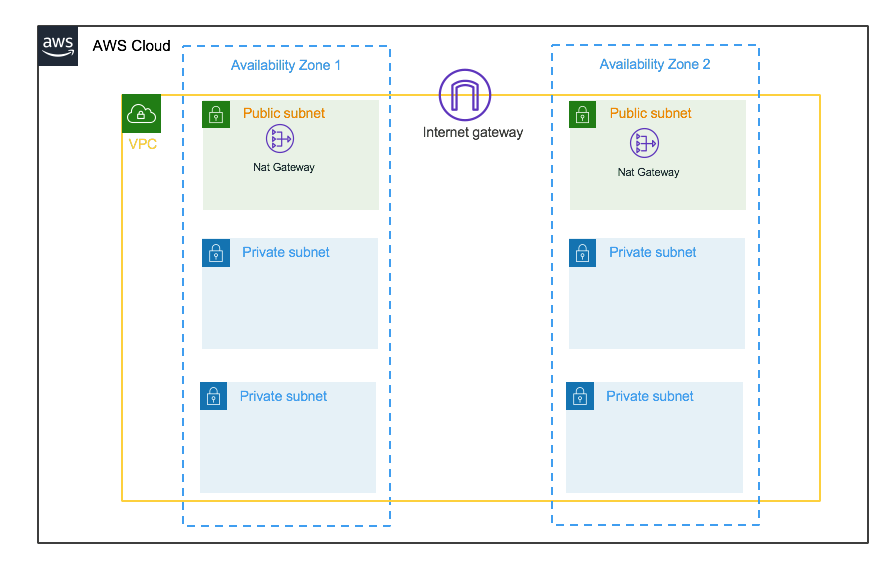 aws
AWS Cloud
Availability Zone 1
Availability Zone 2
VPC
Public subnet
Nat Gateway
Internet gateway
Public subnet
Nat Gateway
Private subnet
Private subnet
Private subnet
Private subnet